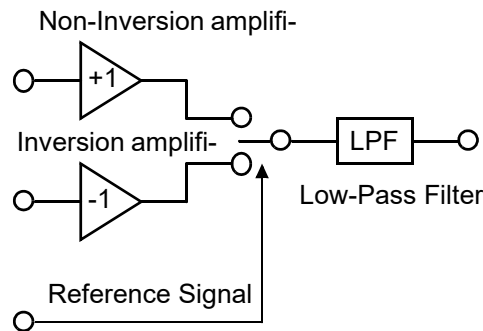 Non-Inversion amplifi-
+1
Inversion amplifi-
LPF
-1
Low-Pass Filter
Reference Signal